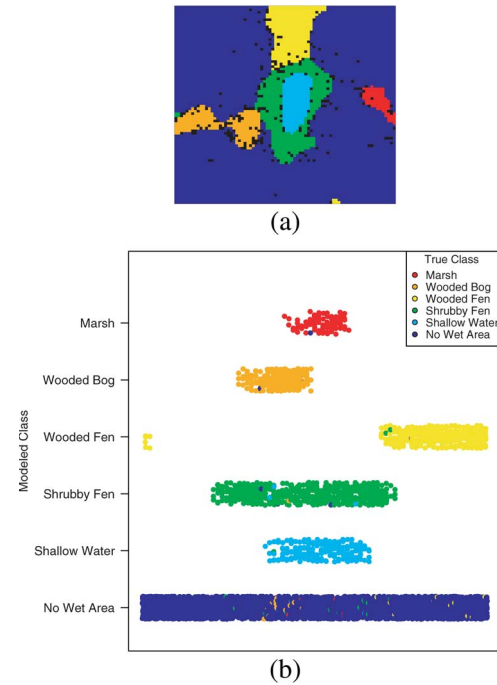 (a)
True Class
Marsh
Wooded Bog
Wooded Fen
Shrubby Fen
Shallow Water
No Wet Area
Marsh
Wooded Bog
Wooded Fen
Shrubby Fen
Shallow Water
No Wet Area
Modeled Class
(b)